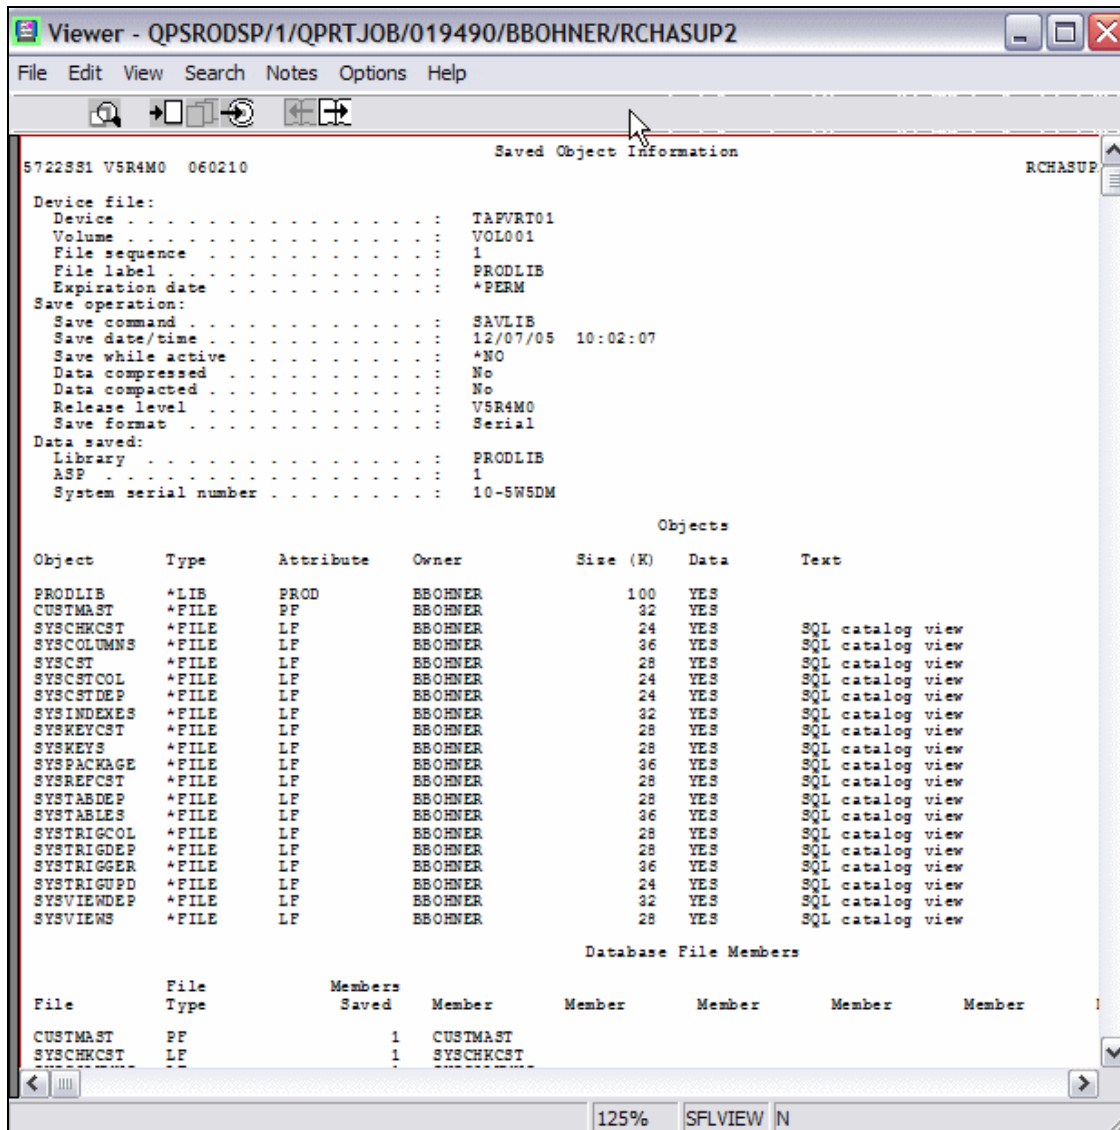 Viewer - QPSRODSP/1/QPRTJOB/019490/BBOHNER/RCHASUP2
File Edit View Search Notes Options Help
Saved Object Information
5722SS1 V5R4M0 060210 RCHASUP
Device file:
Device . . . . . . . . . . . . . . . . : TAPVRT01
Volume . . . . . . . . . . . . . . . . : VOL001
File sequence . . . . . . . . . . . : 1
File label . . . . . . . . . . . . . : PRODLIB
Expiration date . . . . . . . . . . : *PERM
Save operation:
Save command . . . . . . . . . . . . : SAVLIB
Save date/time . . . . . . . . . . . : 12/07/05 10:02:07
Save while active . . . . . . . . . : *NO
Data compressed . . . . . . . . . . : No
Data compacted . . . . . . . . . . . : No
Release level . . . . . . . . . . . : V5R4M0
Save format . . . . . . . . . . . . : Serial
Data saved:
Library . . . . . . . . . . . . . . : PRODLIB
ASP . . . . . . . . . . . . . . . . : 1
System serial number . . . . . . . . : 10-5W5DM
Objects
Object Type Attribute Owner Size (K) Data Text
PRODLIB *LIB PROD BBOHNER 100 YES
CUSTMAST *FILE PF BBOHNER 32 YES
SYSCHKCST *FILE LF BBOHNER 24 YES SQL catalog view
SYSCOLUMNS *FILE LF BBOHNER 36 YES SQL catalog view
SYSCST *FILE LF BBOHNER 28 YES SQL catalog view
SYSCSTCOL *FILE LF BBOHNER 24 YES SQL catalog view
SYSCSTDEP *FILE LF BBOHNER 24 YES SQL catalog view
SYSINDEXES *FILE LF BBOHNER 32 YES SQL catalog view
SYSKEYCST *FILE LF BBOHNER 28 YES SQL catalog view
SYSKEYS *FILE LF BBOHNER 28 YES SQL catalog view
SYSPACKAGE *FILE LF BBOHNER 36 YES SQL catalog view
SYSREFCST *FILE LF BBOHNER 28 YES SQL catalog view
SYSTABDEP *FILE LF BBOHNER 28 YES SQL catalog view
SYSTABLES *FILE LF BBOHNER 36 YES SQL catalog view
SYSTRIGCOL *FILE LF BBOHNER 28 YES SQL catalog view
SYSTRIGDEP *FILE LF BBOHNER 28 YES SQL catalog view
SYSTRIGGER *FILE LF BBOHNER 36 YES SQL catalog view
SYSTRIGUPD *FILE LF BBOHNER 24 YES SQL catalog view
SYSVIEWDEP *FILE LF BBOHNER 32 YES SQL catalog view
SYSVIEWS *FILE LF BBOHNER 28 YES SQL catalog view
Database File Members
File Members
File Type Saved Member Member Member Member Member
CUSTMAST PF 1 CUSTMAST
SYSCHKCST LF 1 SYSCHKCST
125% SFLVIEW N